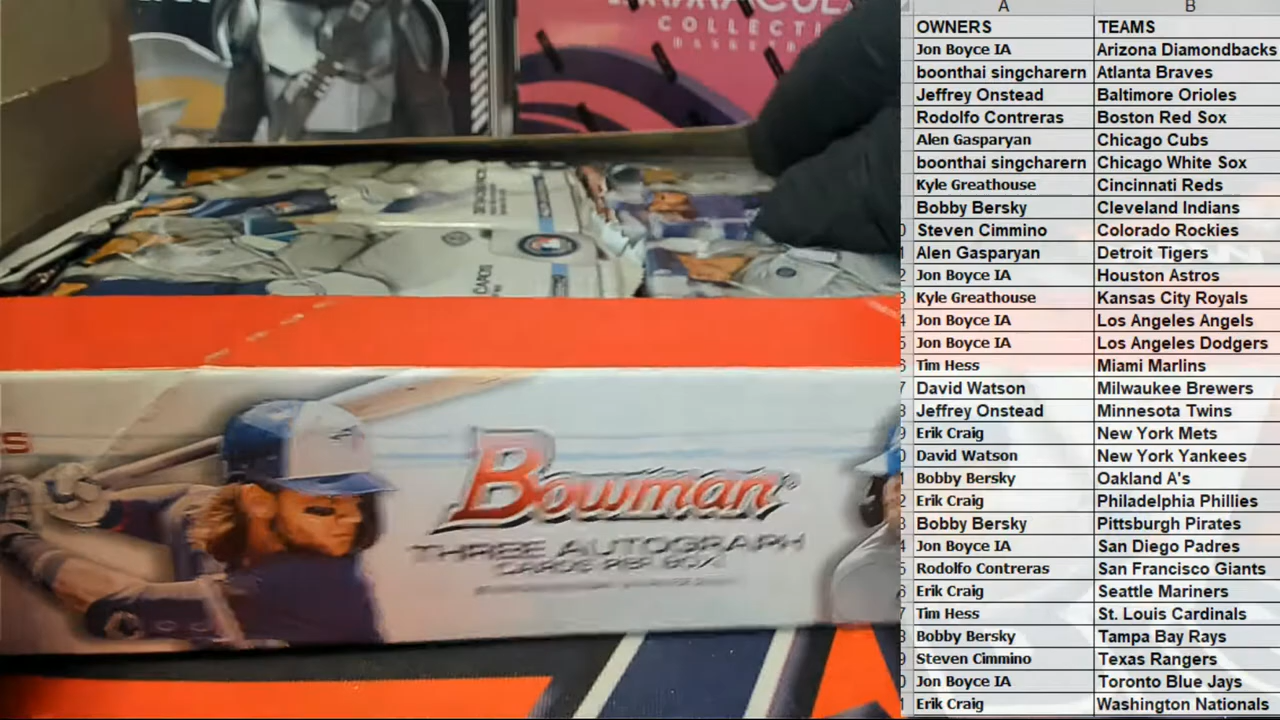 COLLECTI
CARDS
S
Bowman
THREE AUTOGRAPH
CARDS PER BOX!
A B
OWNERS TEAMS
Jon Boyce IA Arizona Diamondbacks
boonthai singcharern Atlanta Braves
Jeffrey Onstead Baltimore Orioles
Rodolfo Contreras Boston Red Sox
Alen Gasparyan Chicago Cubs
boonthai singcharern Chicago White Sox
Kyle Greathouse Cincinnati Reds
Bobby Bersky Cleveland Indians
Steven Cimmino Colorado Rockies
Alen Gasparyan Detroit Tigers
Jon Boyce IA Houston Astros
Kyle Greathouse Kansas City Royals
Jon Boyce IA Los Angeles Angels
Jon Boyce IA Los Angeles Dodgers
Tim Hess Miami Marlins
David Watson Milwaukee Brewers
Jeffrey Onstead Minnesota Twins
Erik Craig New York Mets
David Watson New York Yankees
Bobby Bersky Oakland A's
Erik Craig Philadelphia Phillies
Bobby Bersky Pittsburgh Pirates
Jon Boyce IA San Diego Padres
Rodolfo Contreras San Francisco Giants
Erik Craig Seattle Mariners
Tim Hess St. Louis Cardinals
Bobby Bersky Tampa Bay Rays
Steven Cimmino Texas Rangers
Jon Boyce IA Toronto Blue Jays
Erik Craig Washington Nationals